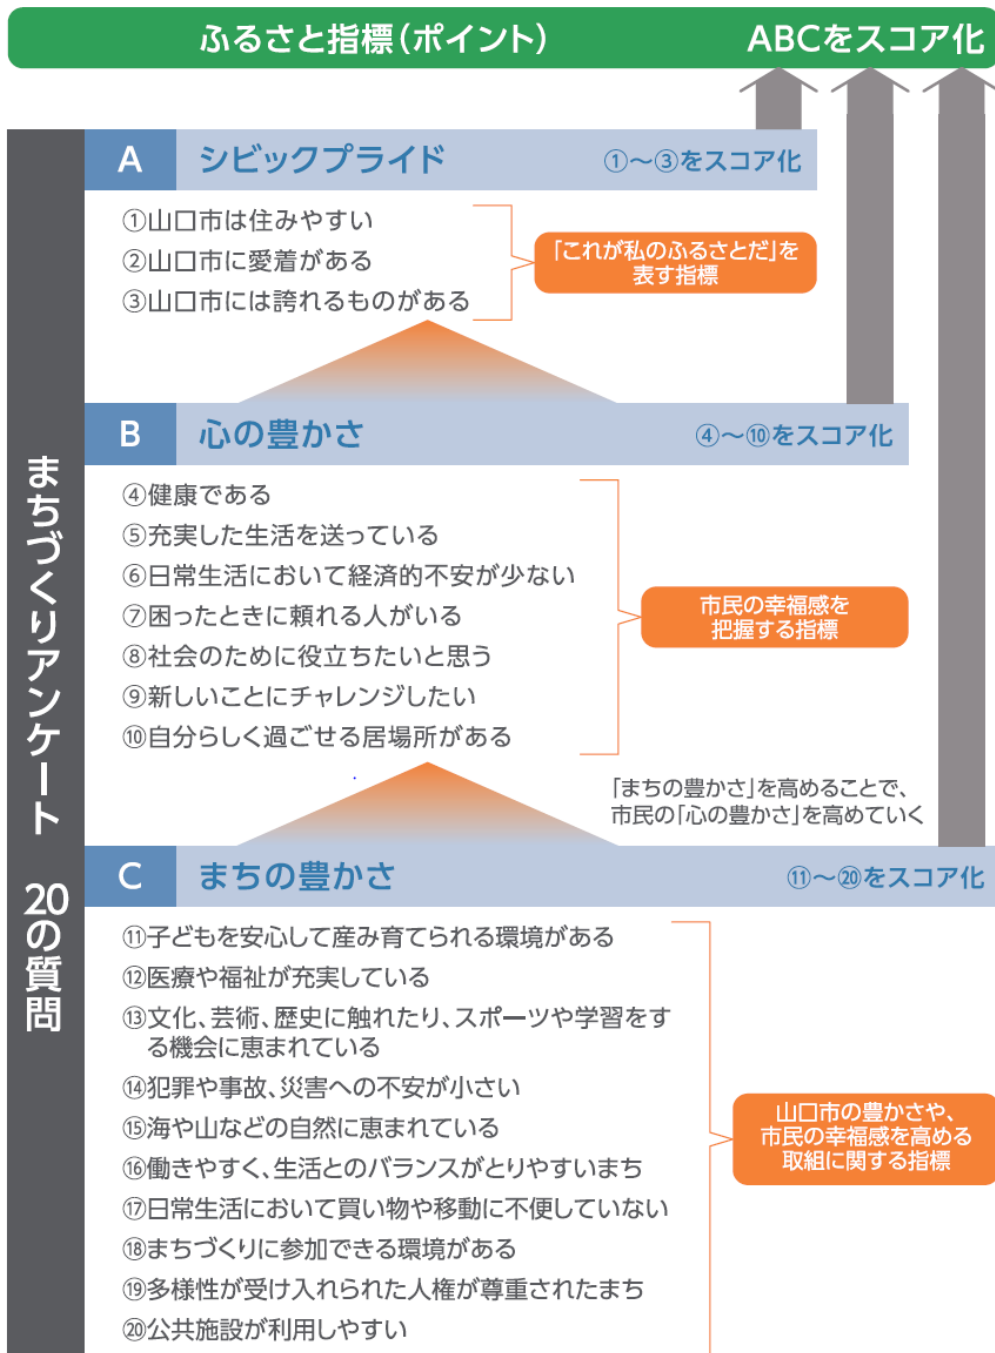 ふるさと指標（ポイント） ABCをスコア化
まちづくりアンケート 20の質問
A シビックプライド ①～③をスコア化
①山口市は住みやすい
②山口市に愛着がある
③山口市には誇れるものがある
「これが私のふるさとだ」を
表す指標
B 心の豊かさ ④～⑩をスコア化
④健康である
⑤充実した生活を送っている
⑥日常生活において経済的不安が少ない
⑦困ったときに頼れる人がいる
⑧社会のために役立ちたいと思う
⑨新しいことにチャレンジしたい
⑩自分らしく過ごせる居場所がある
市民の幸福感を
把握する指標
「まちの豊かさ」を高めることで、
市民の「心の豊かさ」を高めていく
C まちの豊かさ ⑪～⑳をスコア化
⑪子どもを安心して産み育てられる環境がある
⑫医療や福祉が充実している
⑬文化、芸術、歴史に触れたり、スポーツや学習をす
る機会に恵まれている
⑭犯罪や事故、災害への不安が小さい
⑮海や山などの自然に恵まれている
⑯働きやすく、生活とのバランスがとりやすいまち
⑰日常生活において買い物や移動に不便していない
⑱まちづくりに参加できる環境がある
⑲多様性が受け入れられた人権が尊重されたまち
⑳公共施設が利用しやすい
山口市の豊かさや、
市民の幸福感を高める
取組に関する指標